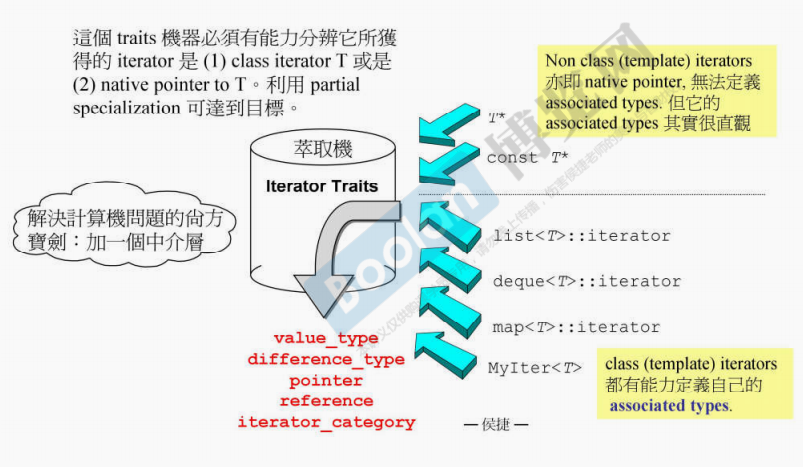 這個 traits 機器必須有能力分辨它所獲
得的 iterator 是 (1) class iterator T 或是
(2) native pointer to T。利用 partial
specialization 可達到目標。
Non class (template) iterators
亦即 native pointer, 無法定義
associated types. 但它的
associated types 其實很直觀
T*
const T*
萃取機
Iterator Traits
解決計算機問題的尚方
寶劍：加一個中介層
list<T>::iterator
deque<T>::iterator
map<T>::iterator
MyIter<T>
value_type
difference_type
pointer
reference
iterator_category
class (template) iterators
都有能力定義自己的
associated types.
— 侯捷 —
Boolan
博览网